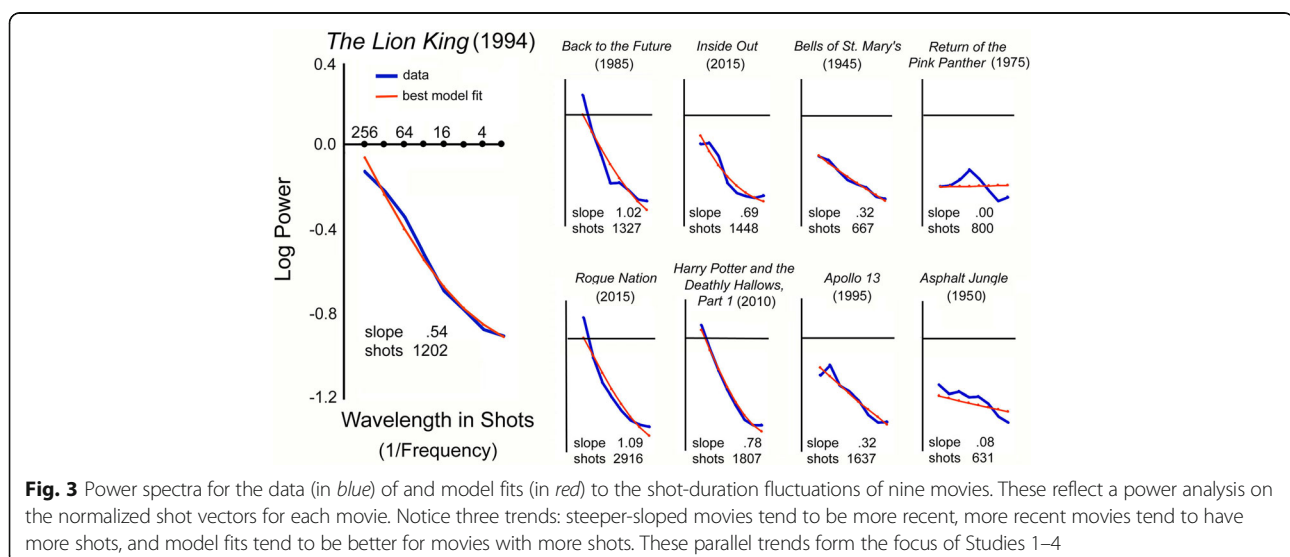 The Lion King (1994)
0.4
data
best model fit
256 64 16 4
0.0
-0.4
-0.8
-1.2
Log Power
slope .54
shots 1202
Wavelength in Shots
(1/Frequency)
Back to the Future
(1985)
slope 1.02
shots 1327
Inside Out
(2015)
slope .69
shots 1448
Bells of St. Mary's
(1945)
slope .32
shots 667
Return of the
Pink Panther (1975)
slope .00
shots 800
Rogue Nation
(2015)
slope 1.09
shots 2916
Harry Potter and the
Deathly Hallows,
Part 1 (2010)
slope .78
shots 1807
Apollo 13
(1995)
slope .32
shots 1637
Asphalt Jungle
(1950)
slope .08
shots 631
Fig. 3 Power spectra for the data (in blue) of and model fits (in red) to the shot-duration fluctuations of nine movies. These reflect a power analysis on
the normalized shot vectors for each movie. Notice three trends: steeper-sloped movies tend to be more recent, more recent movies tend to have
more shots, and model fits tend to be better for movies with more shots. These parallel trends form the focus of Studies 1–4